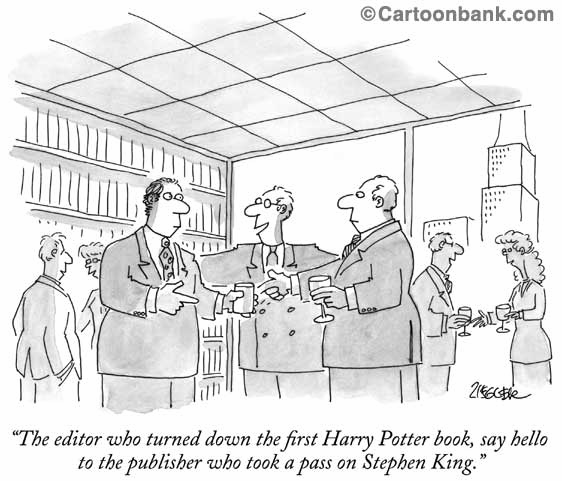 ©Cartoonbank.com
ZIEGLER
“The editor who turned down the first Harry Potter book, say hello
to the publisher who took a pass on Stephen King.”